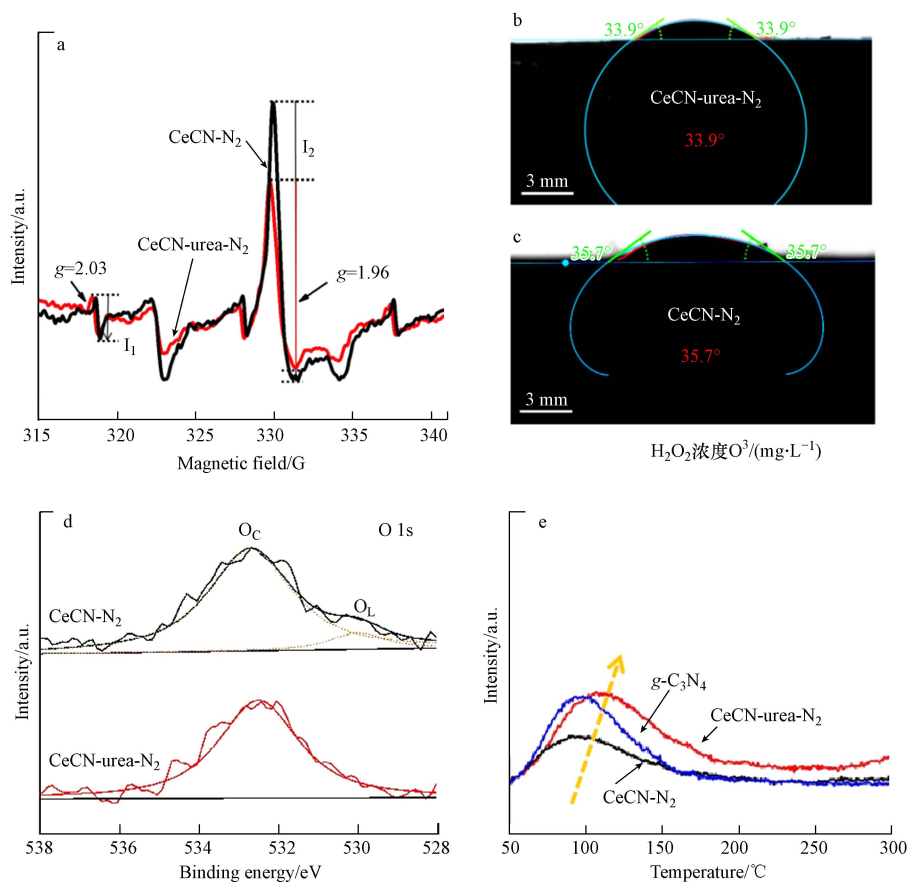 a
CeCN-N₂
I₂
CeCN-urea-N₂
g=2.03
g=1.96
I₁
Intensity/a.u.
315 320 325 330 335 340
Magnetic field/G
b
33.9° 33.9°
CeCN-urea-N₂
33.9°
3 mm
c
35.7° 35.7°
CeCN-N₂
35.7°
3 mm
H₂O₂浓度O³/(mg·L⁻¹)
d
O_C
O 1s
CeCN-N₂
O_L
CeCN-urea-N₂
Intensity/a.u.
538 536 534 532 530 528
Binding energy/eV
e
g-C₃N₄
CeCN-urea-N₂
CeCN-N₂
Intensity/a.u.
50 100 150 200 250 300
Temperature/℃